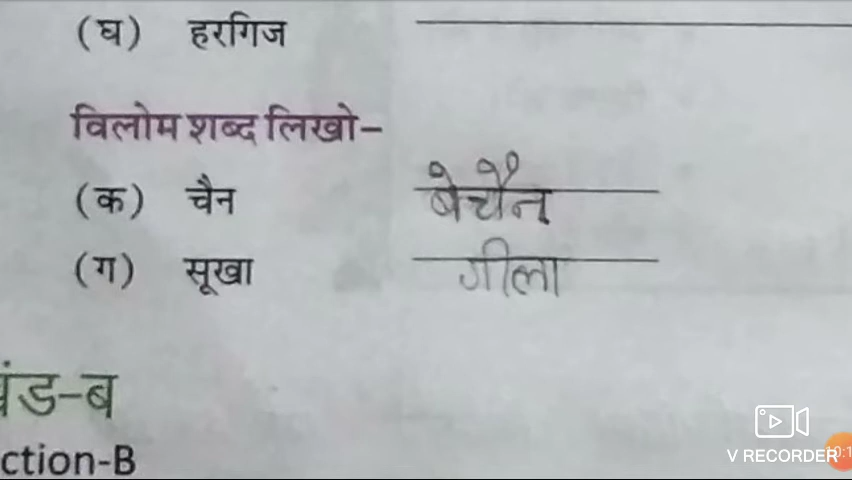 (घ) हरगिज
विलोम शब्द लिखो-
(क) चैन बेचैन
(ग) सूखा गीला
ंड-ब
ction-B
V RECORDER